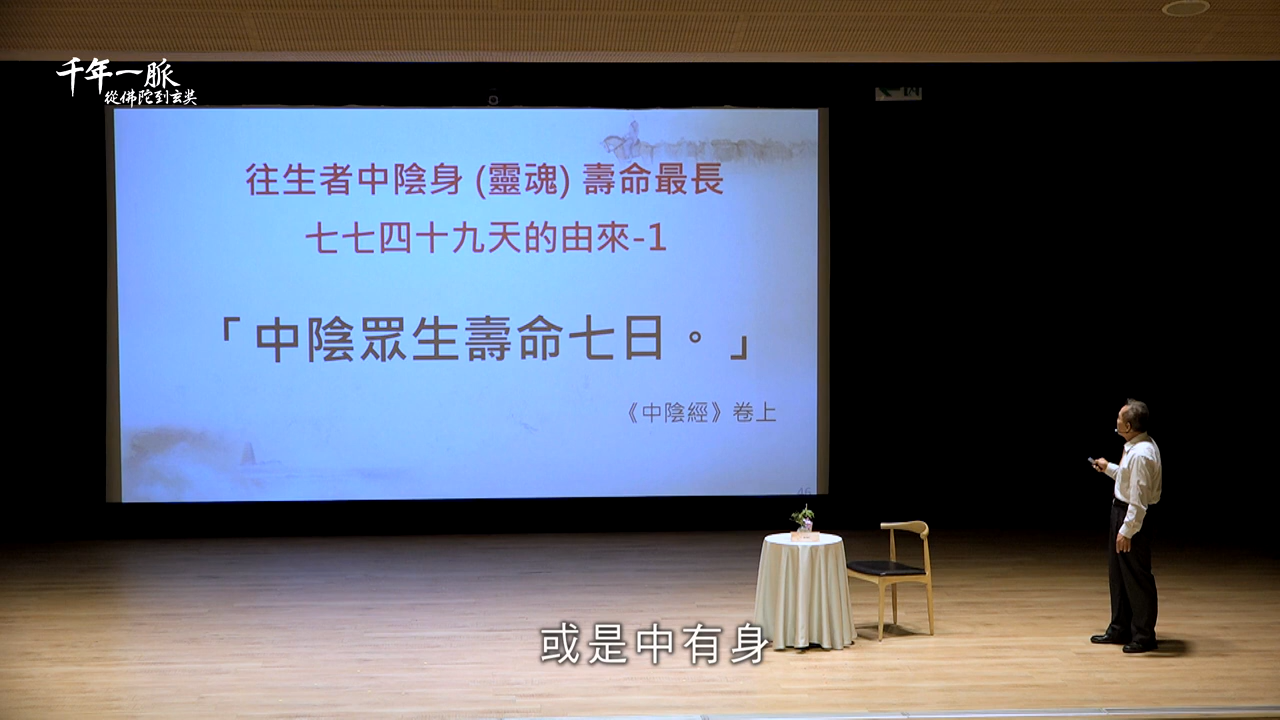 千年一脈
從佛陀到玄奘
往生者中陰身 (靈魂) 壽命最長
七七四十九天的由來-1
「中陰眾生壽命七日。」
《中陰經》卷上
46
或是中有身